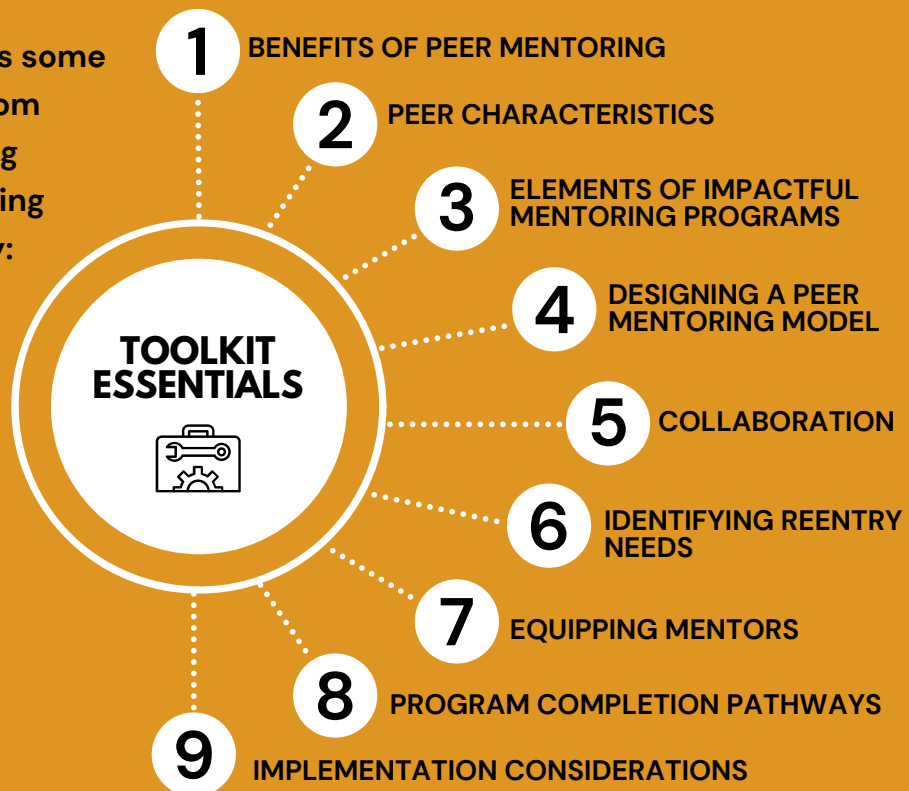 s some
om
g
ing
y:
TOOLKIT
ESSENTIALS
1 BENEFITS OF PEER MENTORING
2 PEER CHARACTERISTICS
3 ELEMENTS OF IMPACTFUL
MENTORING PROGRAMS
4 DESIGNING A PEER
MENTORING MODEL
5 COLLABORATION
6 IDENTIFYING REENTRY
NEEDS
7 EQUIPPING MENTORS
8 PROGRAM COMPLETION PATHWAYS
9 IMPLEMENTATION CONSIDERATIONS